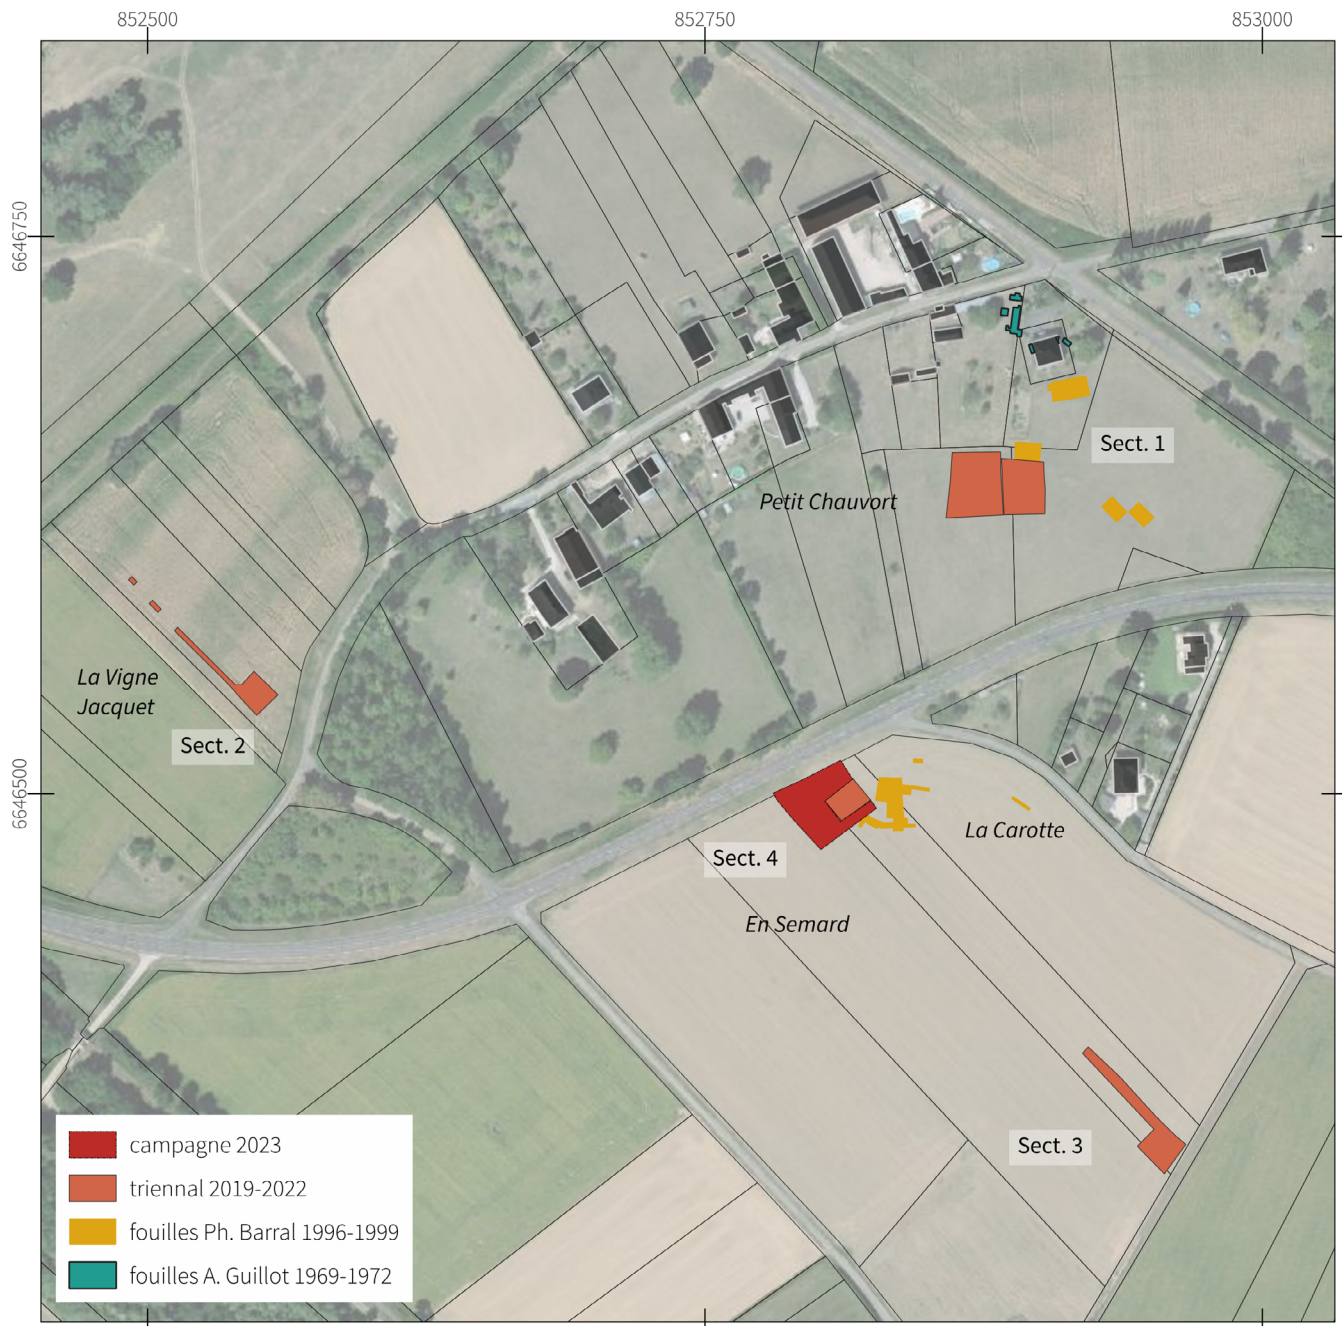 852500
852750
853000
6646750
6646500
Sect. 1
Petit Chauvort
La Vigne
Jacquet
Sect. 2
La Carotte
Sect. 4
En Semard
Sect. 3
campagne 2023
triennal 2019-2022
fouilles Ph. Barral 1996-1999
fouilles A. Guillot 1969-1972